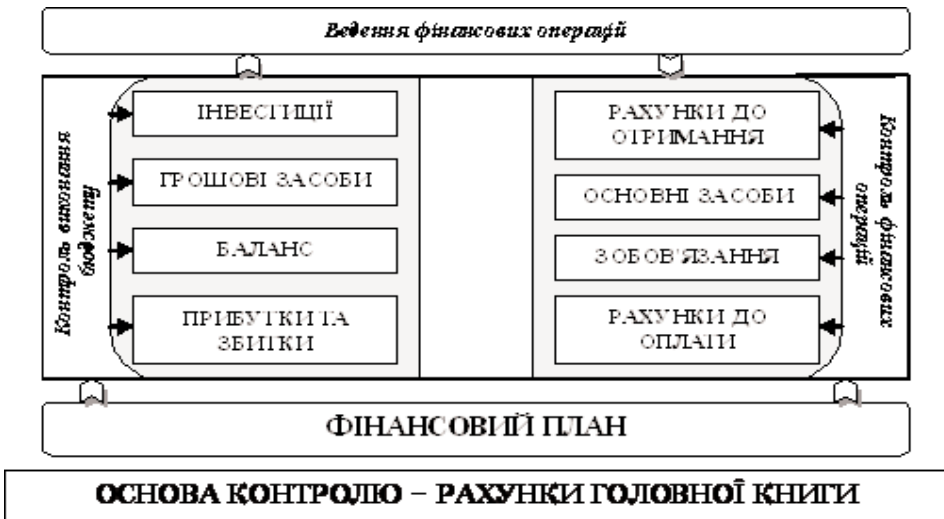 Ведення фінансових операцій
Контроль виконання
бюджету
ІНВЕСТИЦІЇ
ГРОШОВІ ЗАСОБИ
БАЛАНС
ПРИБУТКИ ТА
ЗБИТКИ
РАХУНКИ ДО
ОТРИМАННЯ
ОСНОВНІ ЗАСОБИ
ЗОБОВ'ЯЗАННЯ
РАХУНКИ ДО
ОПЛАТИ
Контроль фінансових
операцій
ФІНАНСОВИЙ ПЛАН
ОСНОВА КОНТРОЛЮ – РАХУНКИ ГОЛОВНОЇ КНИГИ